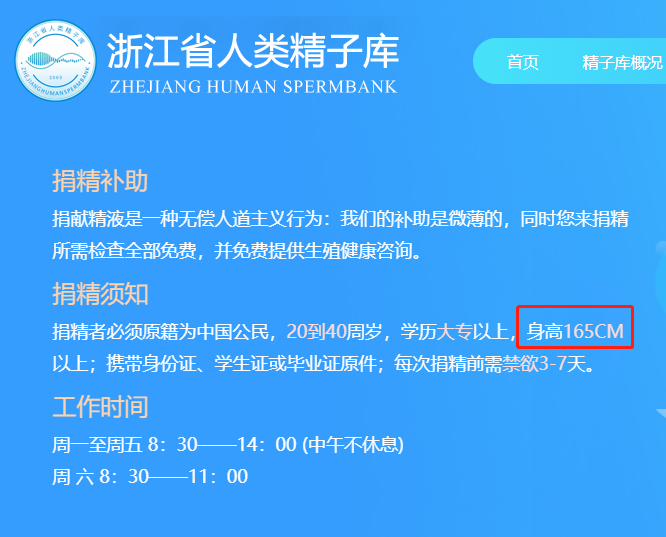 浙江省人类精子库
ZHEJIANG HUMAN SPERMBANK
浙江省人类精子库
2003
ZHEJIANGHUMANSPERMBANK
首页 精子库概况
捐精补助
捐献精液是一种无偿人道主义行为：我们的补助是微薄的，同时您来捐精
所需检查全部免费，并免费提供生殖健康咨询。
捐精须知
捐精者必须原籍为中国公民，20到40周岁，学历大专以上，身高165CM
以上；携带身份证、学生证或毕业证原件；每次捐精前需禁欲3-7天。
工作时间
周一至周五 8：30——14：00 (中午不休息)
周 六 8：30——11：00